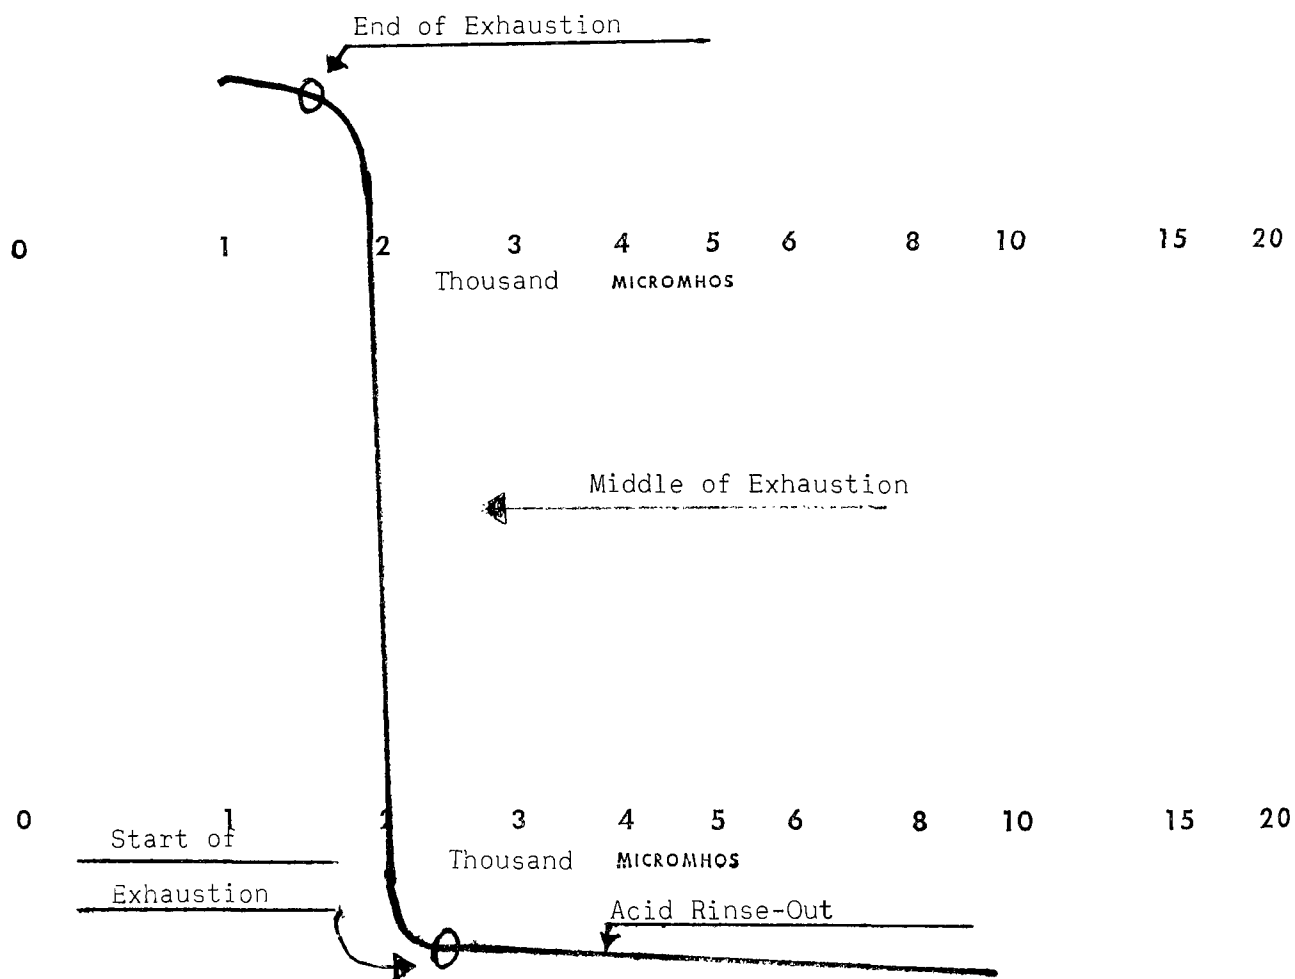 End of Exhaustion
0 1 2 3 4 5 6 8 10 15 20
Thousand MICROMHOS
Middle of Exhaustion
0 1 2 3 4 5 6 8 10 15 20
Start of
Thousand MICROMHOS
Exhaustion
Acid Rinse-Out